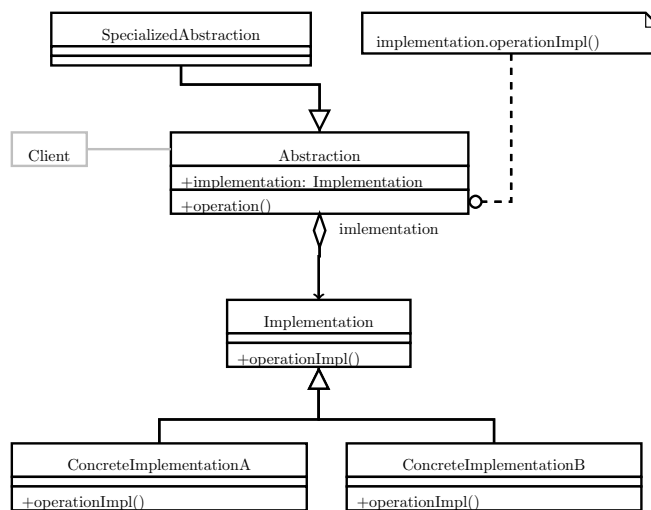 SpecializedAbstraction
implementation.operationImpl()
Client
Abstraction
+implementation: Implementation
+operation()
imlementation
Implementation
+operationImpl()
ConcreteImplementationA
ConcreteImplementationB
+operationImpl()
+operationImpl()